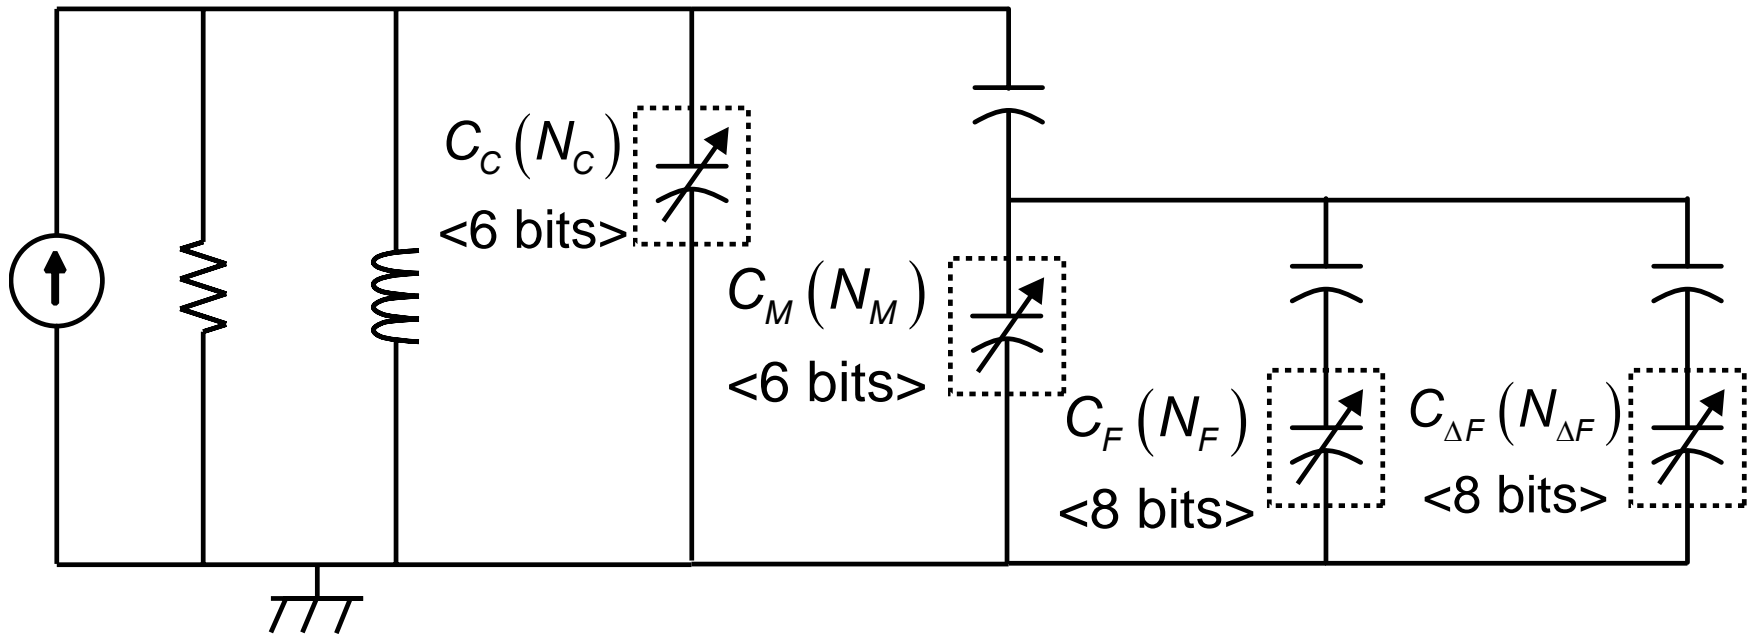 C_C (N_C)
<6 bits>
C_M (N_M)
<6 bits>
C_F (N_F)
<8 bits>
C_ΔF (N_ΔF)
<8 bits>